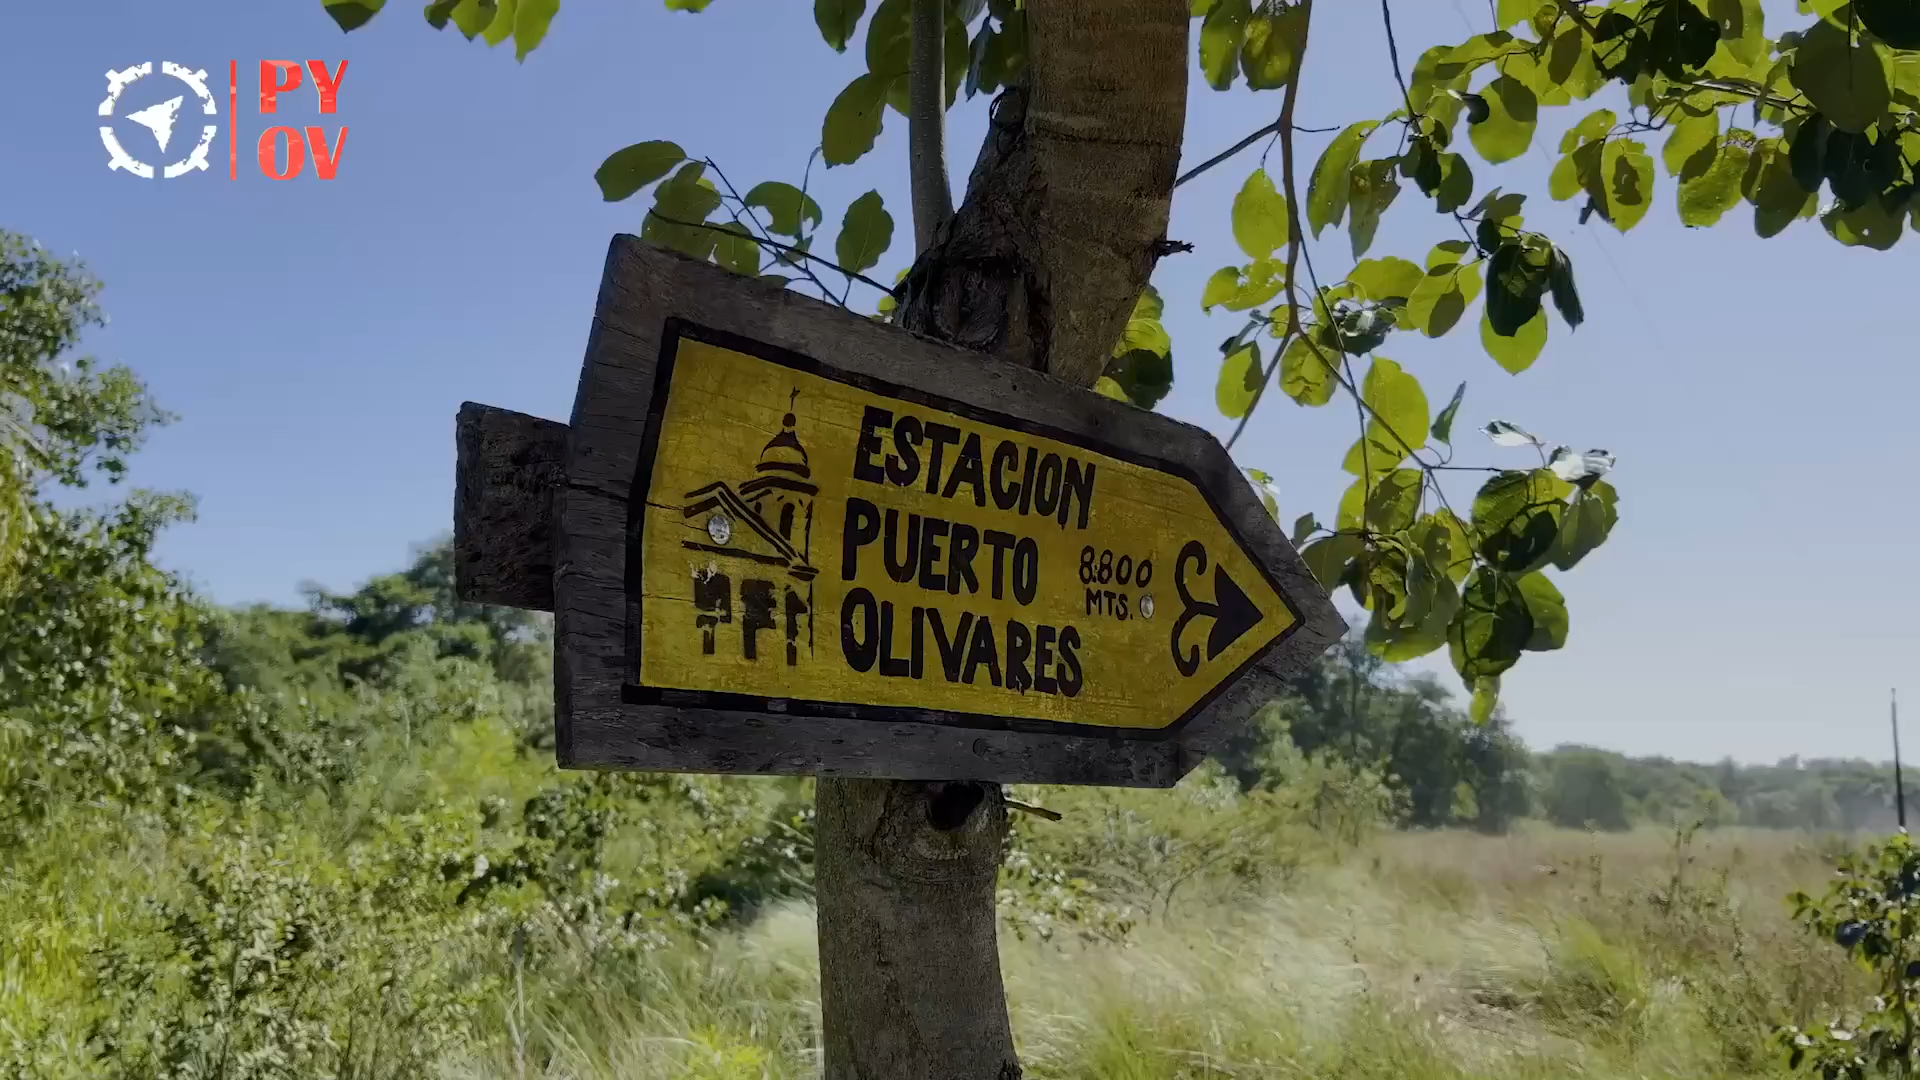 PY
OV
ESTACION
PUERTO
OLIVARES
8.800
MTS.